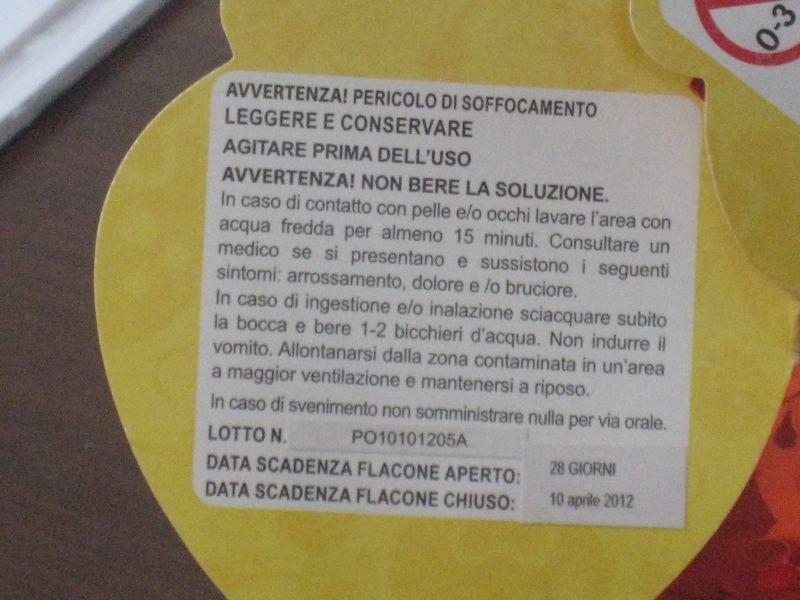 0-3
AVVERTENZA! PERICOLO DI SOFFOCAMENTO
LEGGERE E CONSERVARE
AGITARE PRIMA DELL'USO
AVVERTENZA! NON BERE LA SOLUZIONE.
In caso di contatto con pelle e/o occhi lavare l'area con
acqua fredda per almeno 15 minuti. Consultare un
medico se si presentano e sussistono i seguenti
sintomi: arrossamento, dolore e /o bruciore.
In caso di ingestione e/o inalazione sciacquare subito
la bocca e bere 1-2 bicchieri d'acqua. Non indurre il
vomito. Allontanarsi dalla zona contaminata in un'area
a maggior ventilazione e mantenersi a riposo.
In caso di svenimento non somministrare nulla per via orale.
LOTTO N. PO10101205A
DATA SCADENZA FLACONE APERTO: 28 GIORNI
DATA SCADENZA FLACONE CHIUSO: 10 aprile 2012